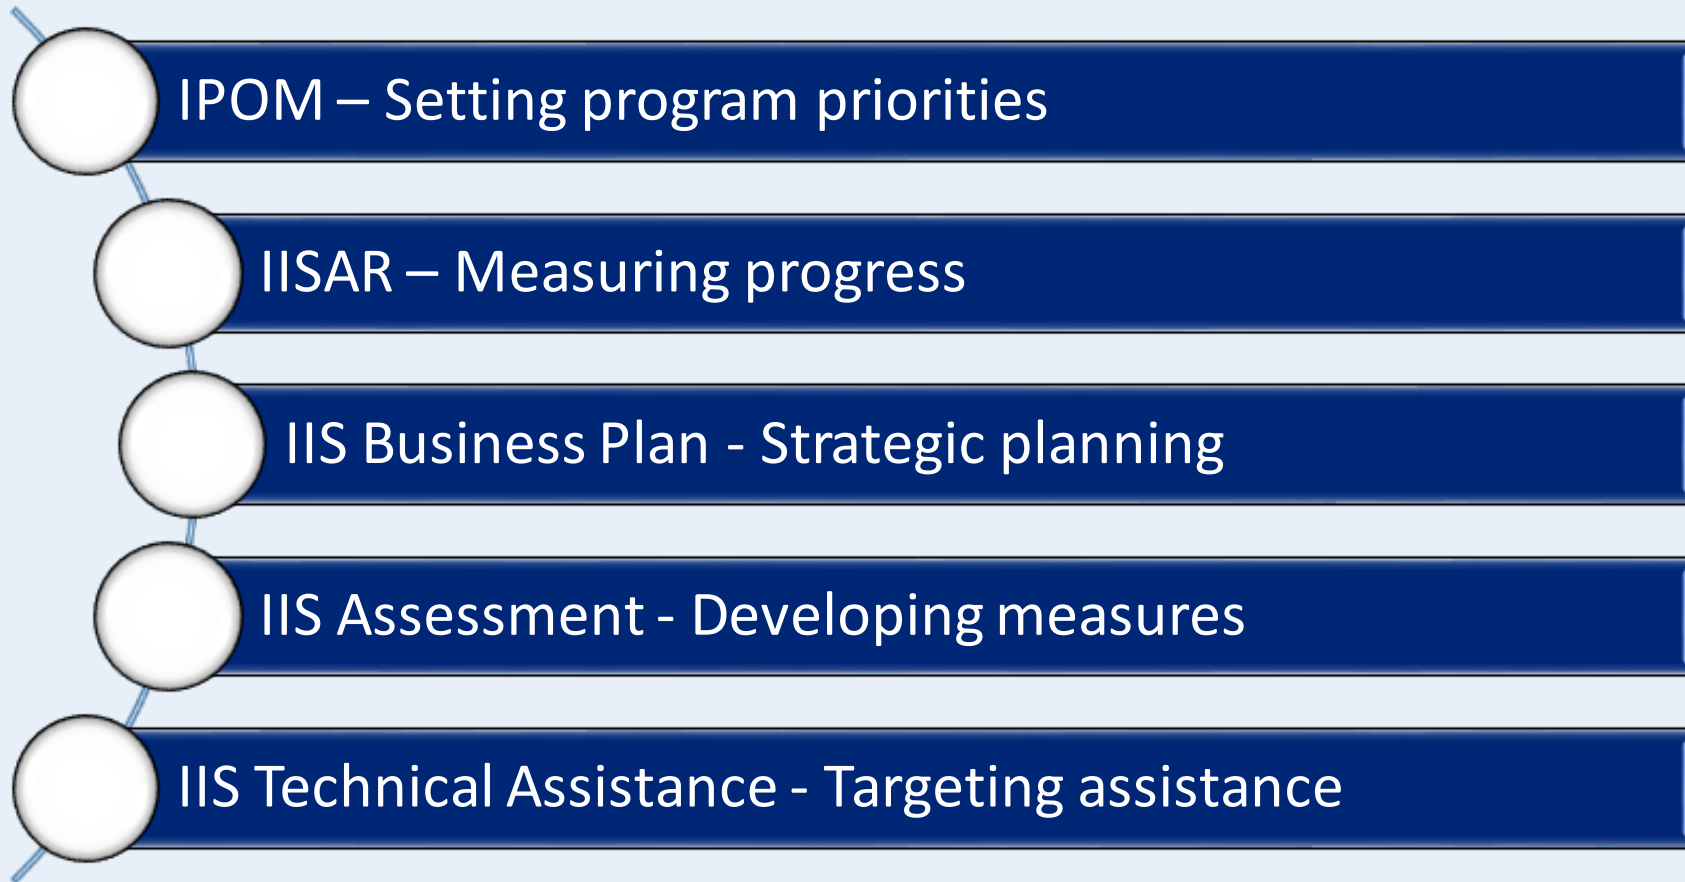 IPOM – Setting program priorities
IISAR – Measuring progress
IIS Business Plan - Strategic planning
IIS Assessment - Developing measures
IIS Technical Assistance - Targeting assistance